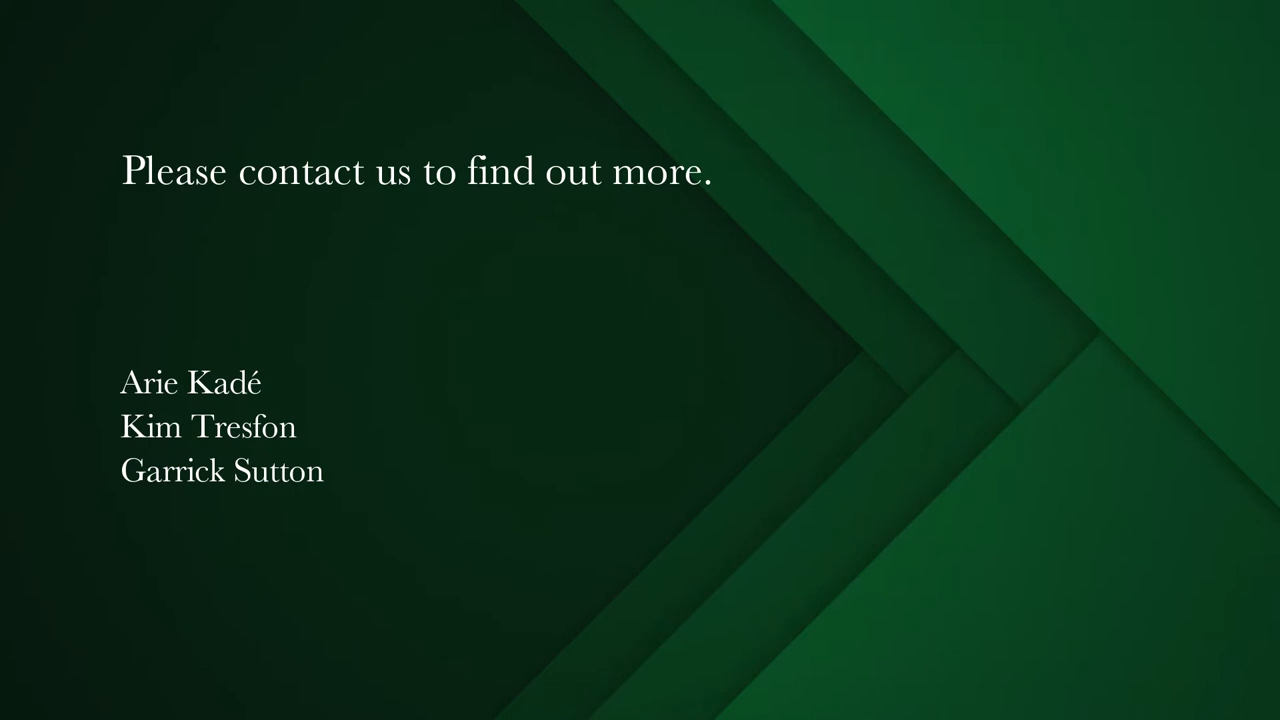 Please contact us to find out more.
Arie Kadé
Kim Tresfon
Garrick Sutton